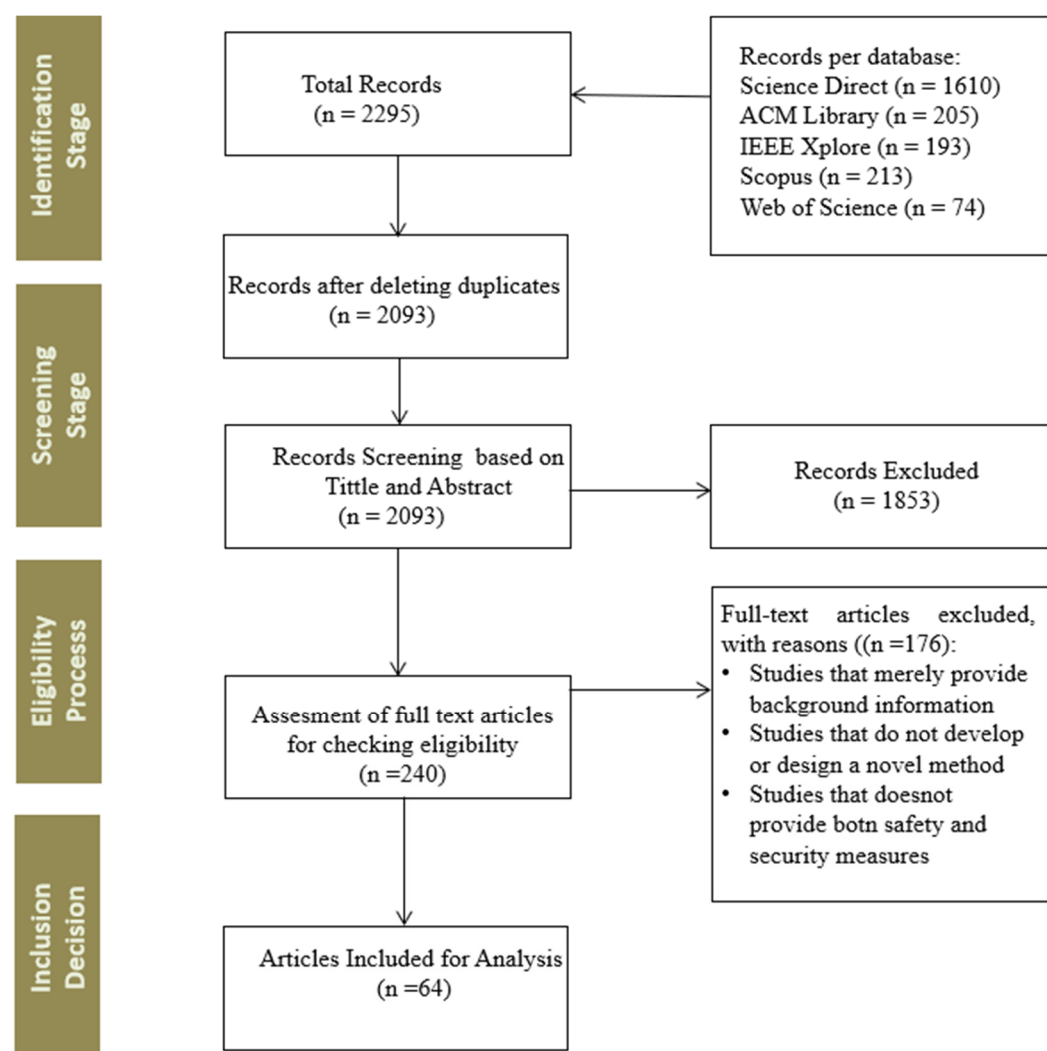 Identification
Stage
Total Records
(n = 2295)
Records per database:
Science Direct (n = 1610)
ACM Library (n = 205)
IEEE Xplore (n = 193)
Scopus (n = 213)
Web of Science (n = 74)
Records after deleting duplicates
(n = 2093)
Screening
Stage
Records Screening based on
Tittle and Abstract
(n = 2093)
Records Excluded
(n = 1853)
Eligibility
Processs
Assesment of full text articles
for checking eligibility
(n =240)
Full-text articles excluded,
with reasons ((n =176):
• Studies that merely provide
background information
• Studies that do not develop
or design a novel method
• Studies that doesnot
provide botn safety and
security measures
Inclusion
Decision
Articles Included for Analysis
(n =64)